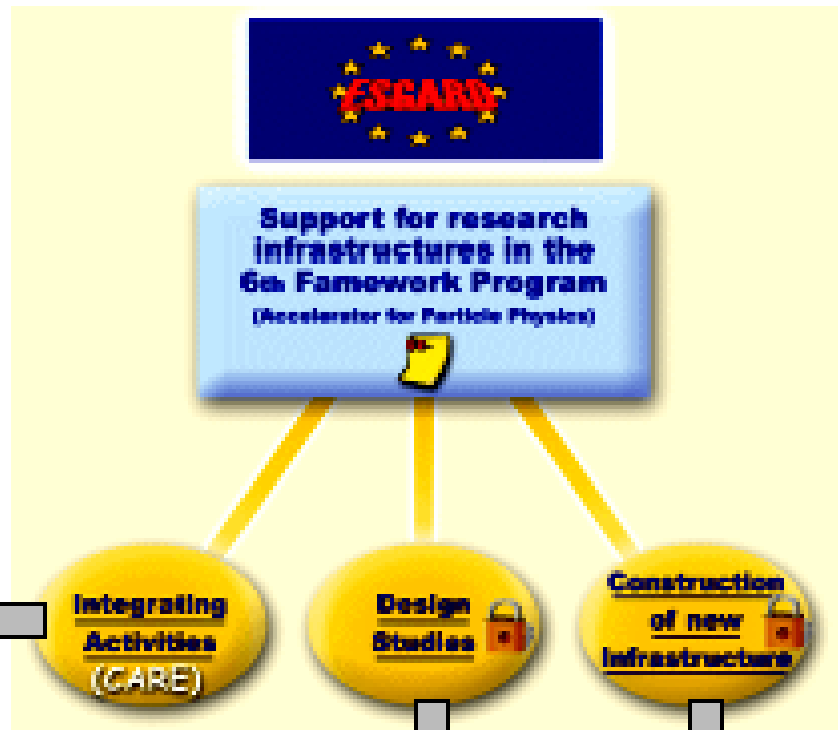 ESGARD
Support for research
infrastructures in the
6th Famework Program
(Accelerator for Particle Physics)
Integrating
Activities
(CARE)
Design
Studies
Construction
of new
Infrastructure